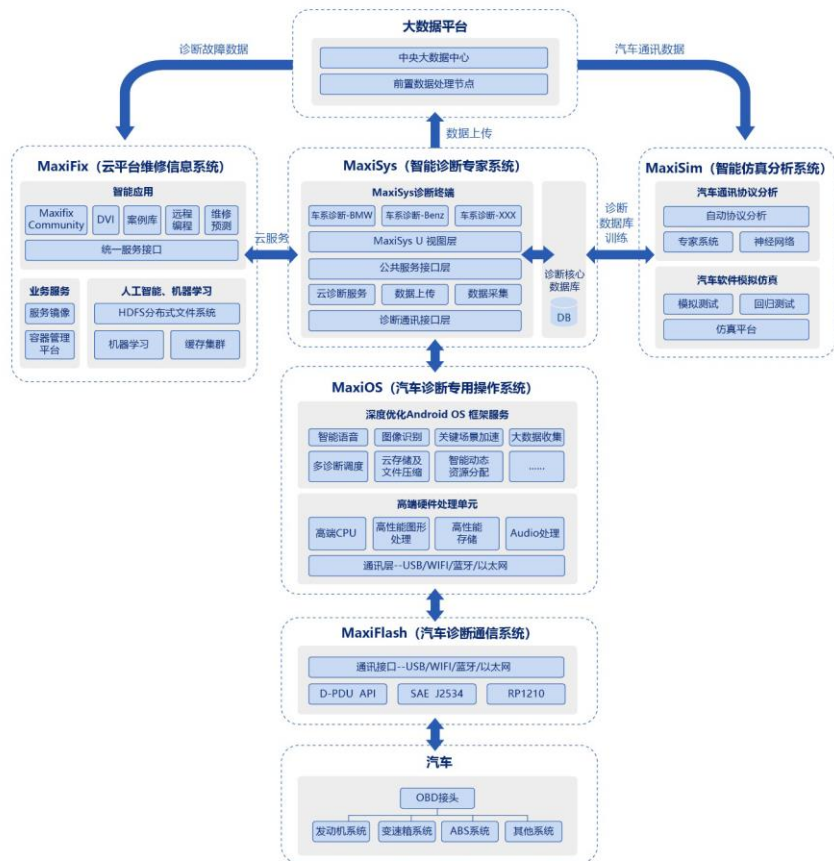 大数据平台
中央大数据中心
前置数据处理节点
诊断故障数据
汽车通讯数据
数据上传
MaxiFix（云平台维修信息系统）
智能应用
Maxifix
Community
DVI
案例库
远程
编程
维修
预测
统一服务接口
业务服务
服务镜像
容器管理
平台
人工智能、机器学习
HDFS分布式文件系统
机器学习
缓存集群
云服务
MaxiSys（智能诊断专家系统）
MaxiSys诊断终端
车系诊断-BMW
车系诊断-Benz
车系诊断-XXX
MaxiSys U 视图层
公共服务接口层
云诊断服务
数据上传
数据采集
诊断通讯接口层
诊断核心
数据库
DB
诊断
数据库
训练
MaxiSim（智能仿真分析系统）
汽车通讯协议分析
自动协议分析
专家系统
神经网络
汽车软件模拟仿真
模拟测试
回归测试
仿真平台
MaxiOS（汽车诊断专用操作系统）
深度优化Android OS 框架服务
智能语音
图像识别
关键场景加速
大数据收集
多诊断调度
云存储及
文件压缩
智能动态
资源分配
......
高端硬件处理单元
高端CPU
高性能图形
处理
高性能
存储
Audio处理
通讯层--USB/WIFI/蓝牙/以太网
MaxiFlash（汽车诊断通信系统）
通讯接口--USB/WIFI/蓝牙/以太网
D-PDU API
SAE J2534
RP1210
汽车
OBD接头
发动机系统
变速箱系统
ABS系统
其他系统